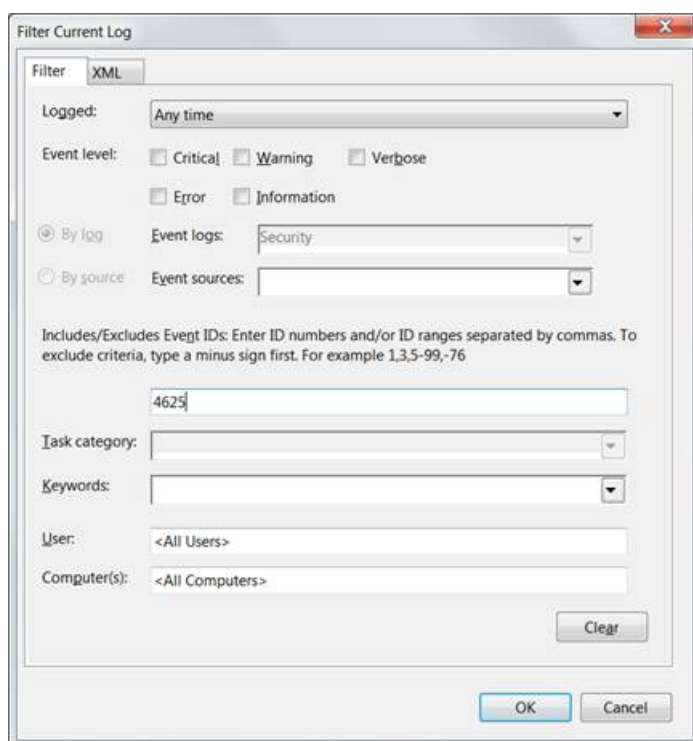 Filter Current Log
Filter XML
Logged: Any time
Event level: Critical Warning Verbose
Error Information
By log Event logs: Security
By source Event sources:
Includes/Excludes Event IDs: Enter ID numbers and/or ID ranges separated by commas. To
exclude criteria, type a minus sign first. For example 1,3,5-99,-76
4625
Task category:
Keywords:
User: <All Users>
Computer(s): <All Computers>
Clear
OK Cancel